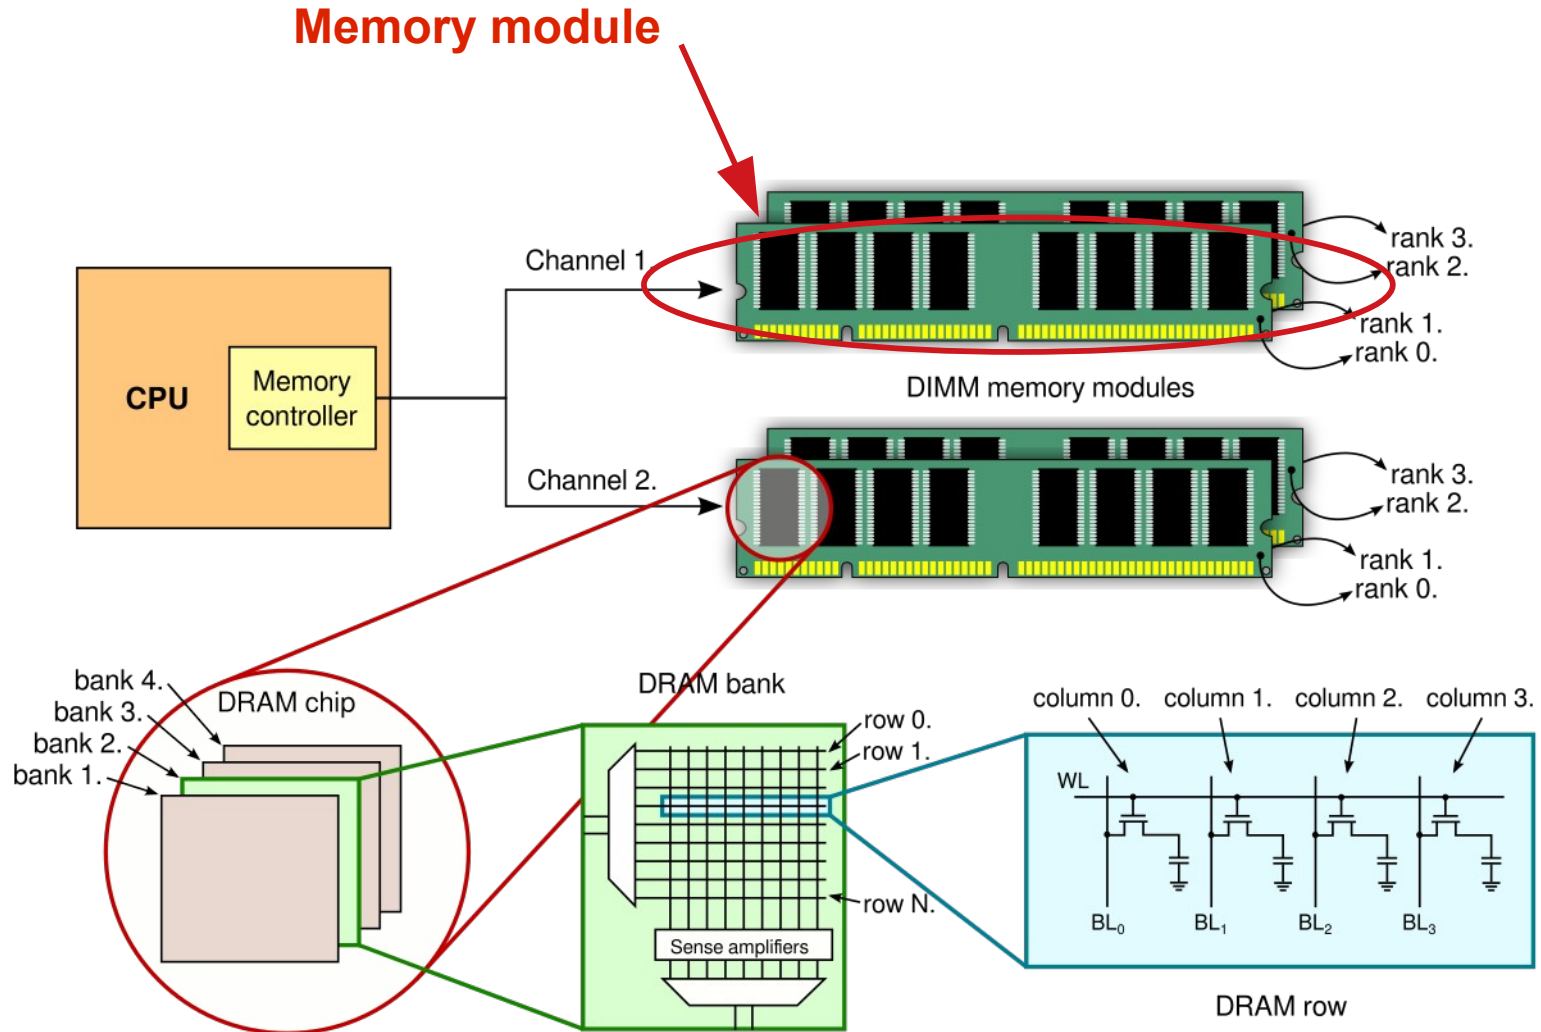 Memory module
Channel 1.
rank 3.
rank 2.
rank 1.
rank 0.
CPU
Memory
controller
DIMM memory modules
Channel 2.
rank 3.
rank 2.
rank 1.
rank 0.
bank 4.
bank 3.
bank 2.
bank 1.
DRAM chip
DRAM bank
row 0.
row 1.
row N.
Sense amplifiers
column 0.
column 1.
column 2.
column 3.
WL
BL₀
BL₁
BL₂
BL₃
DRAM row